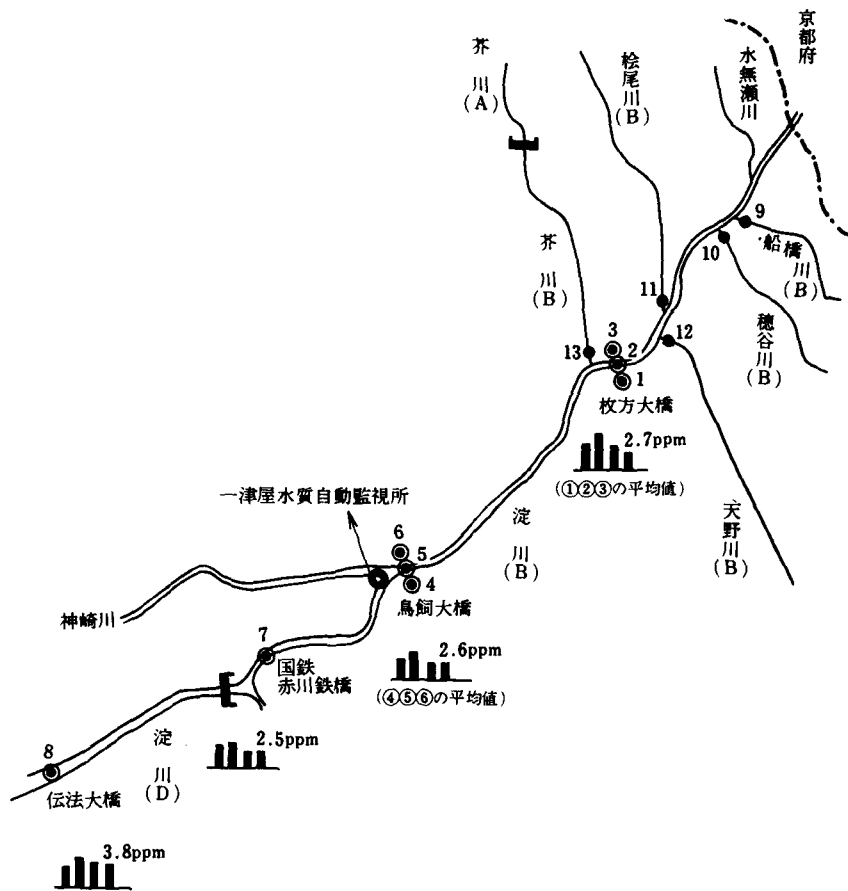 京都府
水無瀬川
桧尾川
(B)
芥川
(A)
9
船橋川
(B)
10
穂谷川
(B)
芥川
(B)
11
12
13
3
2
1
枚方大橋
2.7ppm
(①②③の平均値)
天野川
(B)
淀川
(B)
一津屋水質自動監視所
6
5
4
鳥飼大橋
神崎川
2.6ppm
(④⑤⑥の平均値)
7
国鉄
赤川鉄橋
2.5ppm
淀川
(D)
8
伝法大橋
3.8ppm